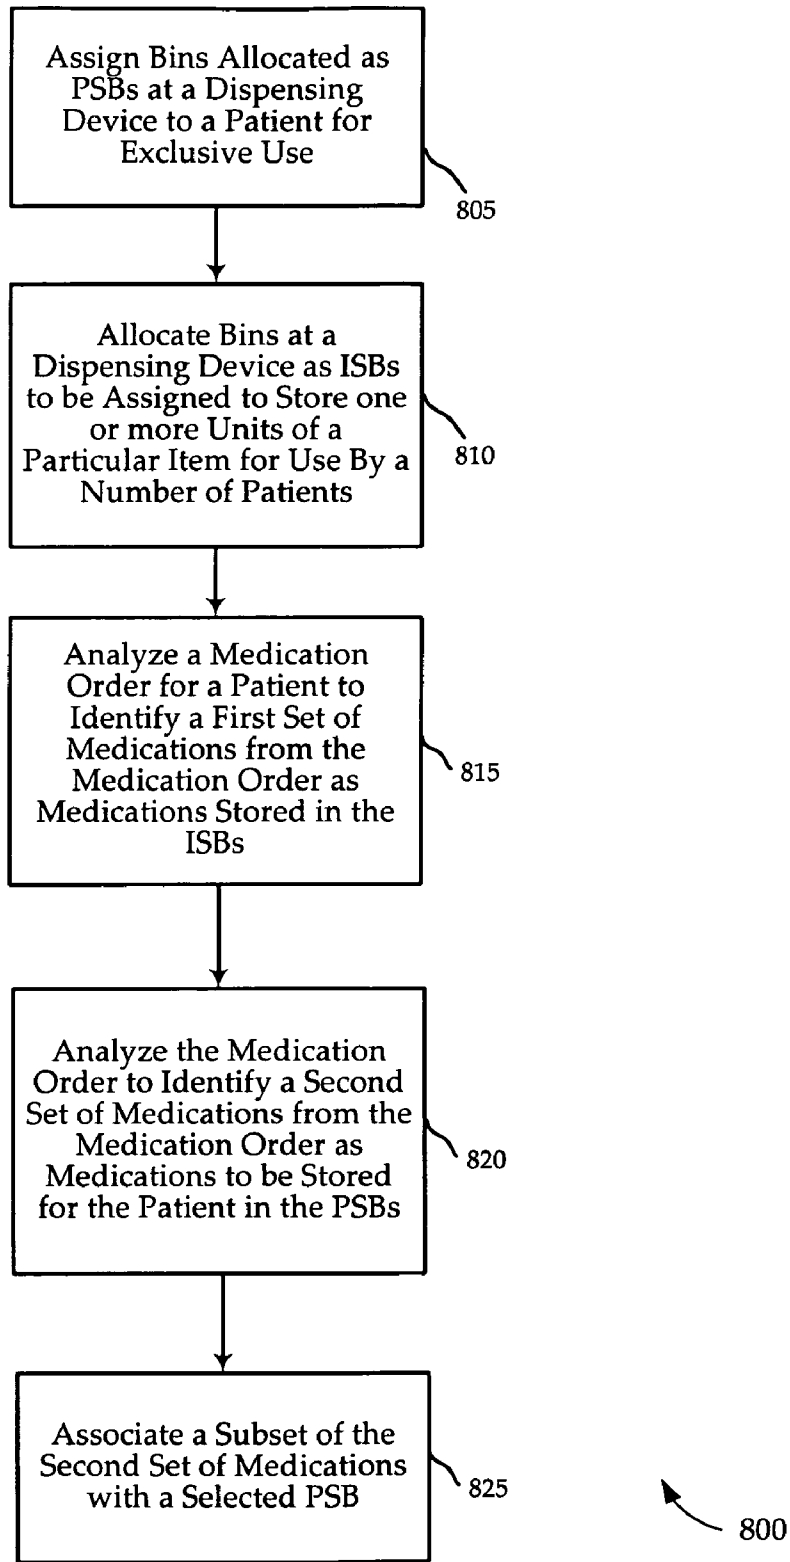 Assign Bins Allocated as
PSBs at a Dispensing
Device to a Patient for
Exclusive Use
805
Allocate Bins at a
Dispensing Device as ISBs
to be Assigned to Store one
or more Units of a
Particular Item for Use By a
Number of Patients
810
Analyze a Medication
Order for a Patient to
Identify a First Set of
Medications from the
Medication Order as
Medications Stored in the
ISBs
815
Analyze the Medication
Order to Identify a Second
Set of Medications from the
Medication Order as
Medications to be Stored
for the Patient in the PSBs
820
Associate a Subset of the
Second Set of Medications
with a Selected PSB
825
800